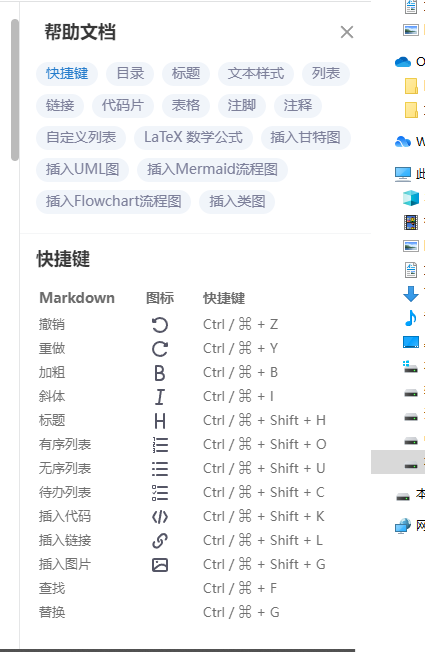 帮助文档
快捷键 目录 标题 文本样式 列表
链接 代码片 表格 注脚 注释
自定义列表 LaTeX 数学公式 插入甘特图
插入UML图 插入Mermaid流程图
插入Flowchart流程图 插入类图
快捷键
Markdown 图标 快捷键
撤销 Ctrl / ⌘ + Z
重做 Ctrl / ⌘ + Y
加粗 B Ctrl / ⌘ + B
斜体 I Ctrl / ⌘ + I
标题 H Ctrl / ⌘ + Shift + H
有序列表 Ctrl / ⌘ + Shift + O
无序列表 Ctrl / ⌘ + Shift + U
待办列表 Ctrl / ⌘ + Shift + C
插入代码 Ctrl / ⌘ + Shift + K
插入链接 Ctrl / ⌘ + Shift + L
插入图片 Ctrl / ⌘ + Shift + G
查找 Ctrl / ⌘ + F
替换 Ctrl / ⌘ + G
O
此
本
网